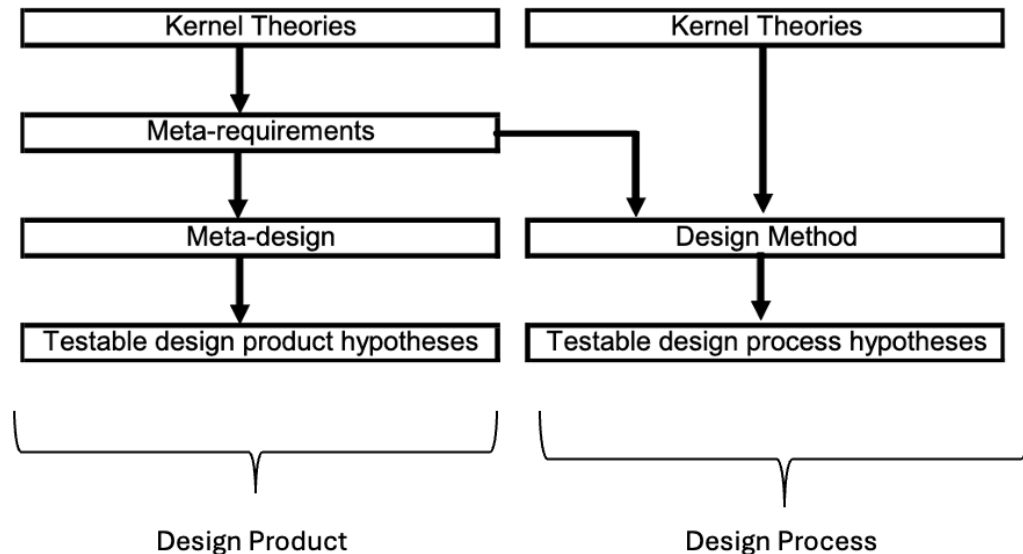 Kernel Theories
Kernel Theories
Meta-requirements
Meta-design
Design Method
Testable design product hypotheses
Testable design process hypotheses
Design Product
Design Process